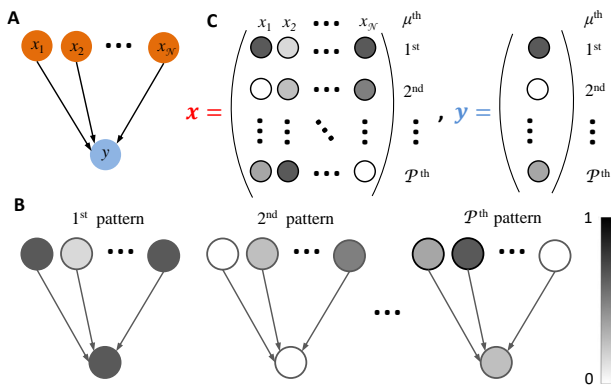 A
x₁ x₂ ··· x𝒩
y
C
x₁ x₂ ··· x𝒩 μᵗʰ
1ˢᵗ
2ⁿᵈ
𝒫ᵗʰ
x =
, y =
μᵗʰ
1ˢᵗ
2ⁿᵈ
𝒫ᵗʰ
B
1ˢᵗ pattern
2ⁿᵈ pattern
𝒫ᵗʰ pattern
1
0